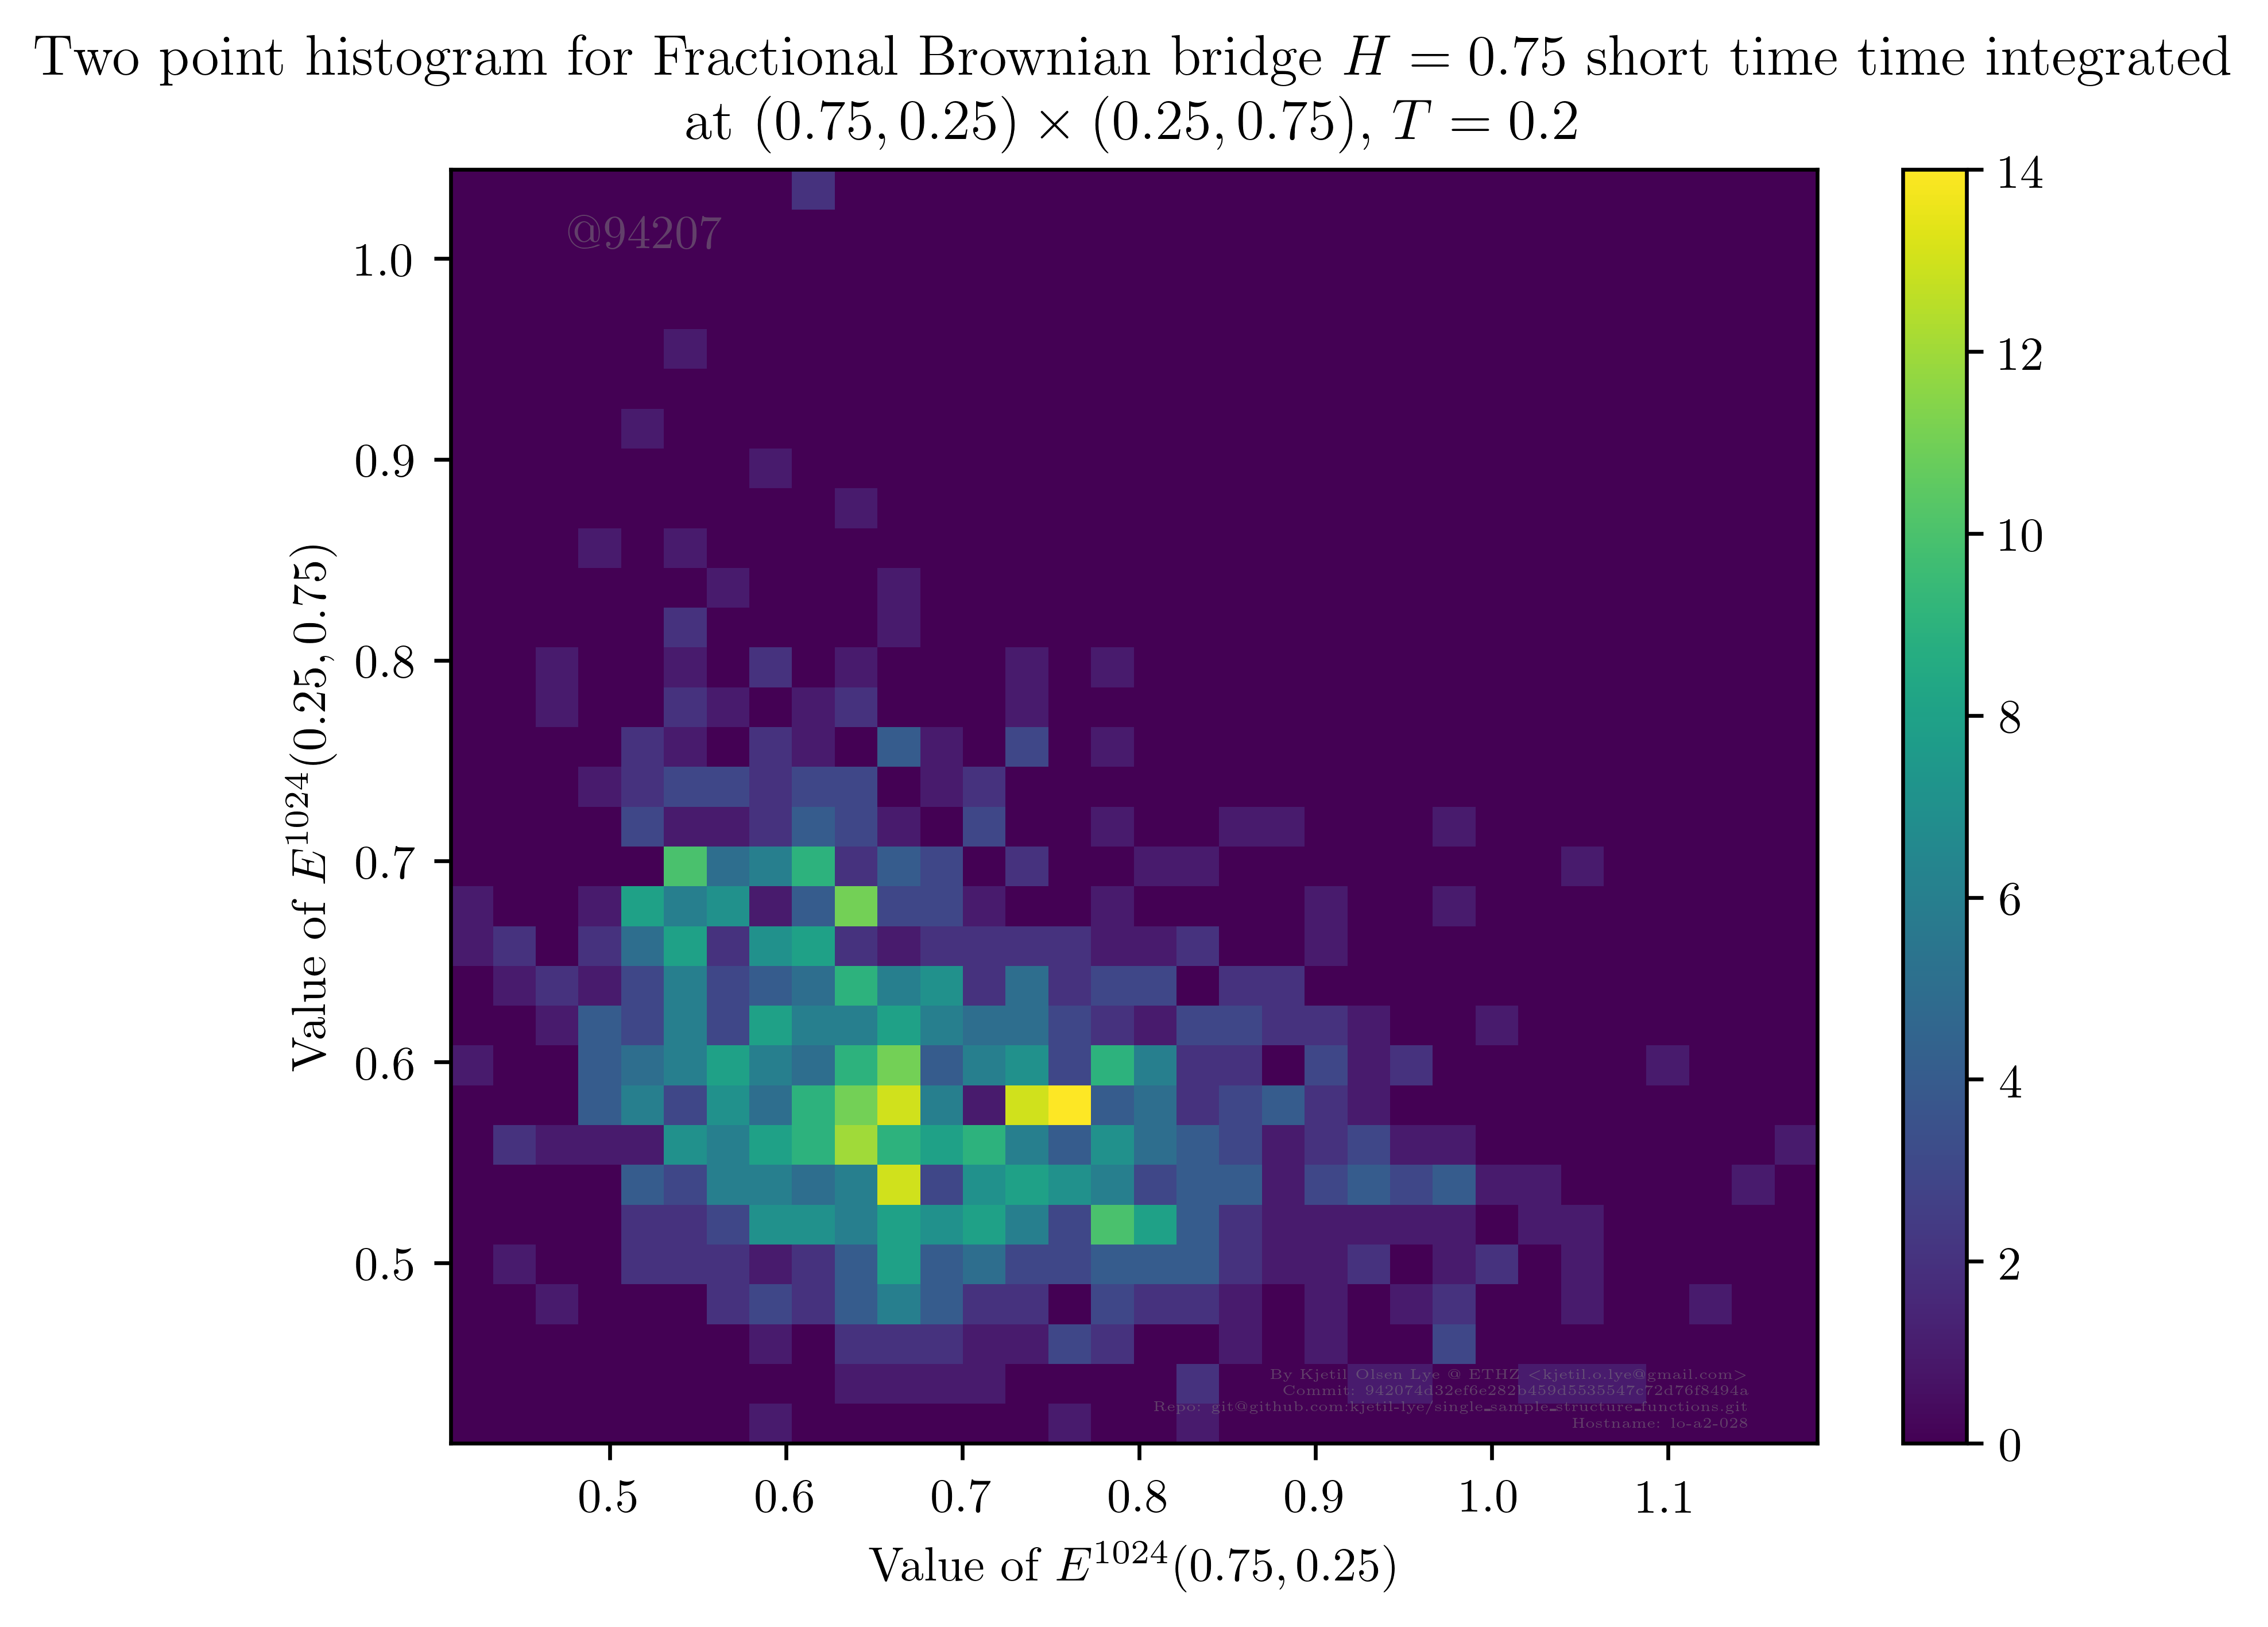 Two point histogram for Fractional Brownian bridge H = 0.75 short time time integrated
at (0.75, 0.25) × (0.25, 0.75), T = 0.2
@94207
1.0
0.9
0.8
0.7
0.6
0.5
Value of E^1024(0.25, 0.75)
0.5 0.6 0.7 0.8 0.9 1.0 1.1
Value of E^1024(0.75, 0.25)
14
12
10
8
6
4
2
0
By Kjetil Olsen Lye @ ETHZ <kjetil.o.lye@gmail.com>
Commit: 942074d32ef6e282b459d5535547c72d76f8494a
Repo: git@github.com:kjetil-lye/single_sample_structure_functions.git
Hostname: lo-a2-028